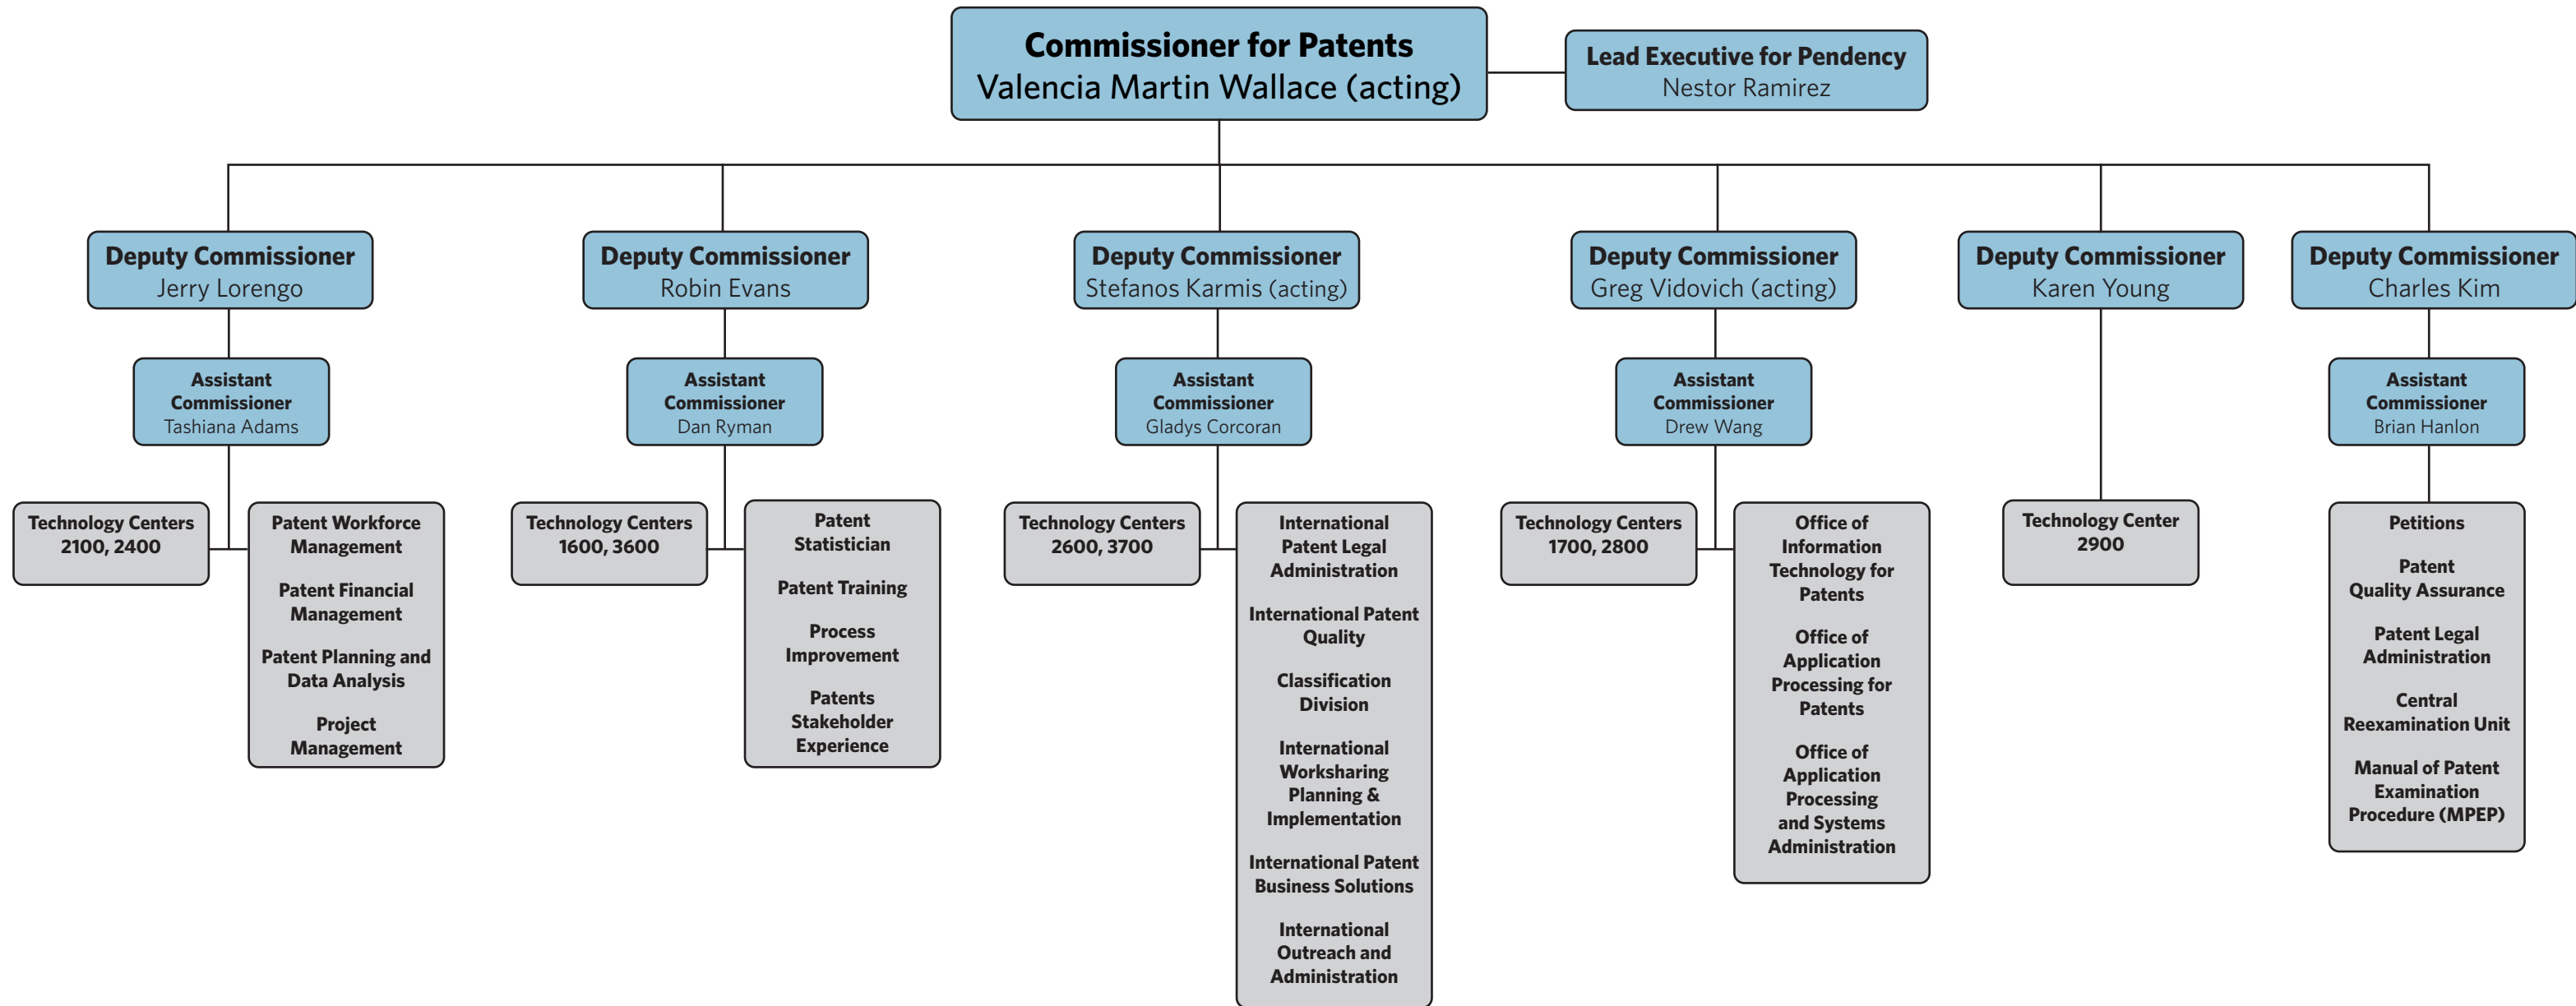 Commissioner for Patents
Valencia Martin Wallace (acting)
Lead Executive for Pendency
Nestor Ramirez
Deputy Commissioner
Jerry Lorengo
Deputy Commissioner
Robin Evans
Deputy Commissioner
Stefanos Karmis (acting)
Deputy Commissioner
Greg Vidovich (acting)
Deputy Commissioner
Karen Young
Deputy Commissioner
Charles Kim
Assistant
Commissioner
Tashiana Adams
Assistant
Commissioner
Dan Ryman
Assistant
Commissioner
Gladys Corcoran
Assistant
Commissioner
Drew Wang
Assistant
Commissioner
Brian Hanlon
Technology Centers
2100, 2400
Patent Workforce
Management
Patent Financial
Management
Patent Planning and
Data Analysis
Project
Management
Technology Centers
1600, 3600
Patent
Statistician
Patent Training
Process
Improvement
Patents
Stakeholder
Experience
Technology Centers
2600, 3700
International
Patent Legal
Administration
International Patent
Quality
Classification
Division
International
Worksharing
Planning &
Implementation
International Patent
Business Solutions
International
Outreach and
Administration
Technology Centers
1700, 2800
Office of
Information
Technology for
Patents
Office of
Application
Processing for
Patents
Office of
Application
Processing
and Systems
Administration
Technology Center
2900
Petitions
Patent
Quality Assurance
Patent Legal
Administration
Central
Reexamination Unit
Manual of Patent
Examination
Procedure (MPEP)